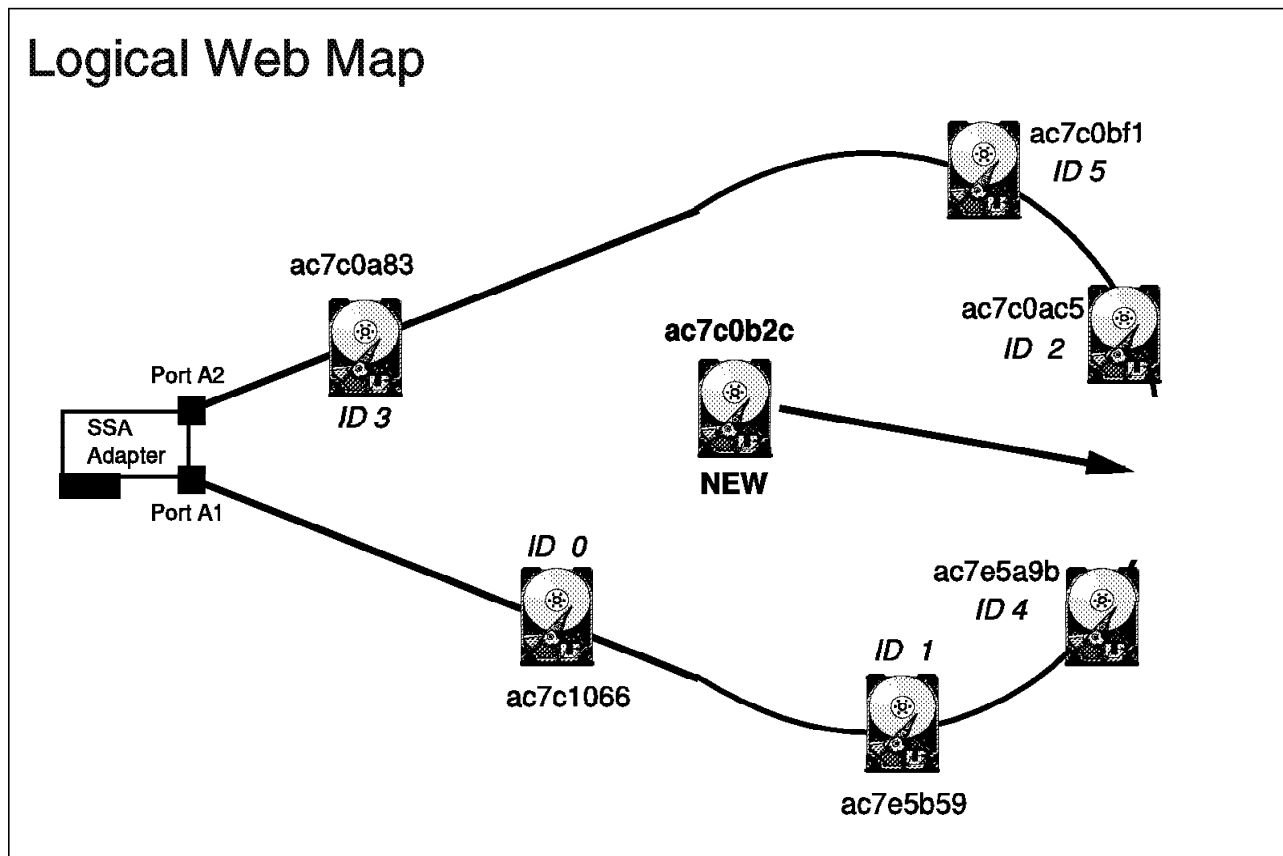 Logical Web Map
ac7c0bf1
ID 5
ac7c0a83
ID 3
ac7c0ac5
ID 2
ac7c0b2c
NEW
Port A2
SSA
Adapter
Port A1
ID 0
ac7c1066
ac7e5a9b
ID 4
ID 1
ac7e5b59